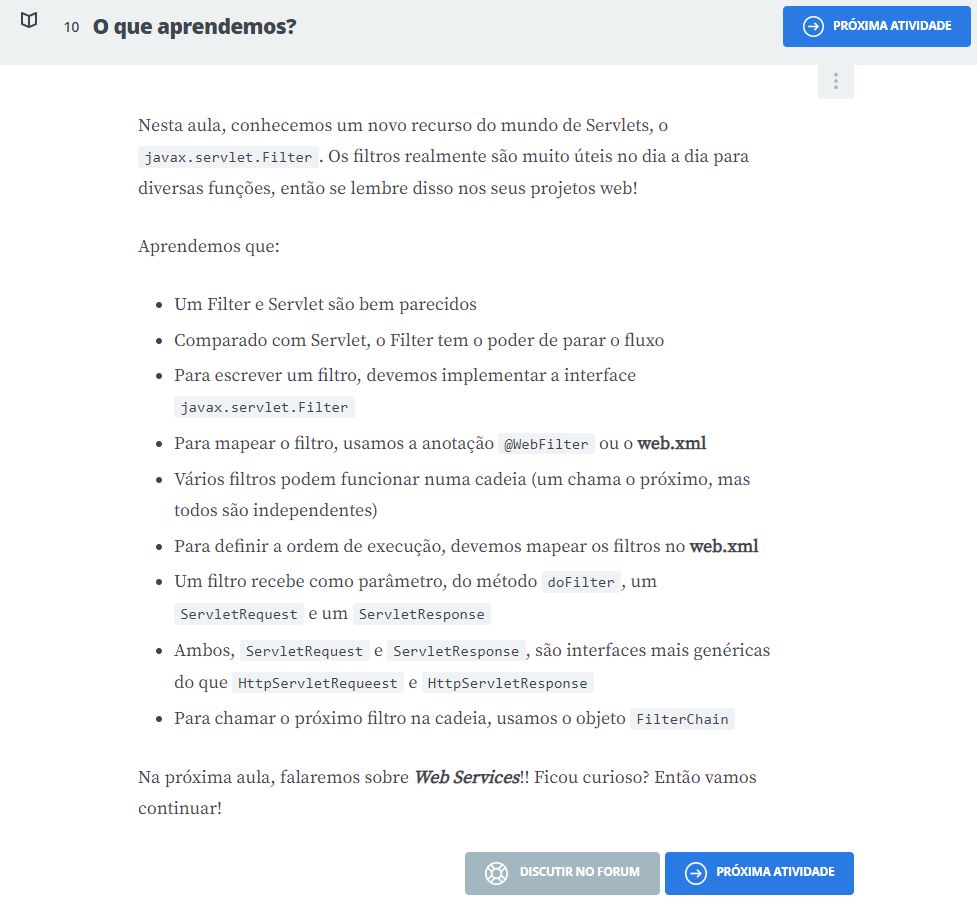 10 O que aprendemos?
PRÓXIMA ATIVIDADE
Nesta aula, conhecemos um novo recurso do mundo de Servlets, o
javax.servlet.Filter. Os filtros realmente são muito úteis no dia a dia para
diversas funções, então se lembre disso nos seus projetos web!
Aprendemos que:
• Um Filter e Servlet são bem parecidos
• Comparado com Servlet, o Filter tem o poder de parar o fluxo
• Para escrever um filtro, devemos implementar a interface
javax.servlet.Filter
• Para mapear o filtro, usamos a anotação @WebFilter ou o web.xml
• Vários filtros podem funcionar numa cadeia (um chama o próximo, mas
todos são independentes)
• Para definir a ordem de execução, devemos mapear os filtros no web.xml
• Um filtro recebe como parâmetro, do método doFilter, um
ServletRequest e um ServletResponse
• Ambos, ServletRequest e ServletResponse, são interfaces mais genéricas
do que HttpServletRequeest e HttpServletResponse
• Para chamar o próximo filtro na cadeia, usamos o objeto FilterChain
Na próxima aula, falaremos sobre Web Services!! Ficou curioso? Então vamos
continuar!
DISCUTIR NO FORUM
PRÓXIMA ATIVIDADE